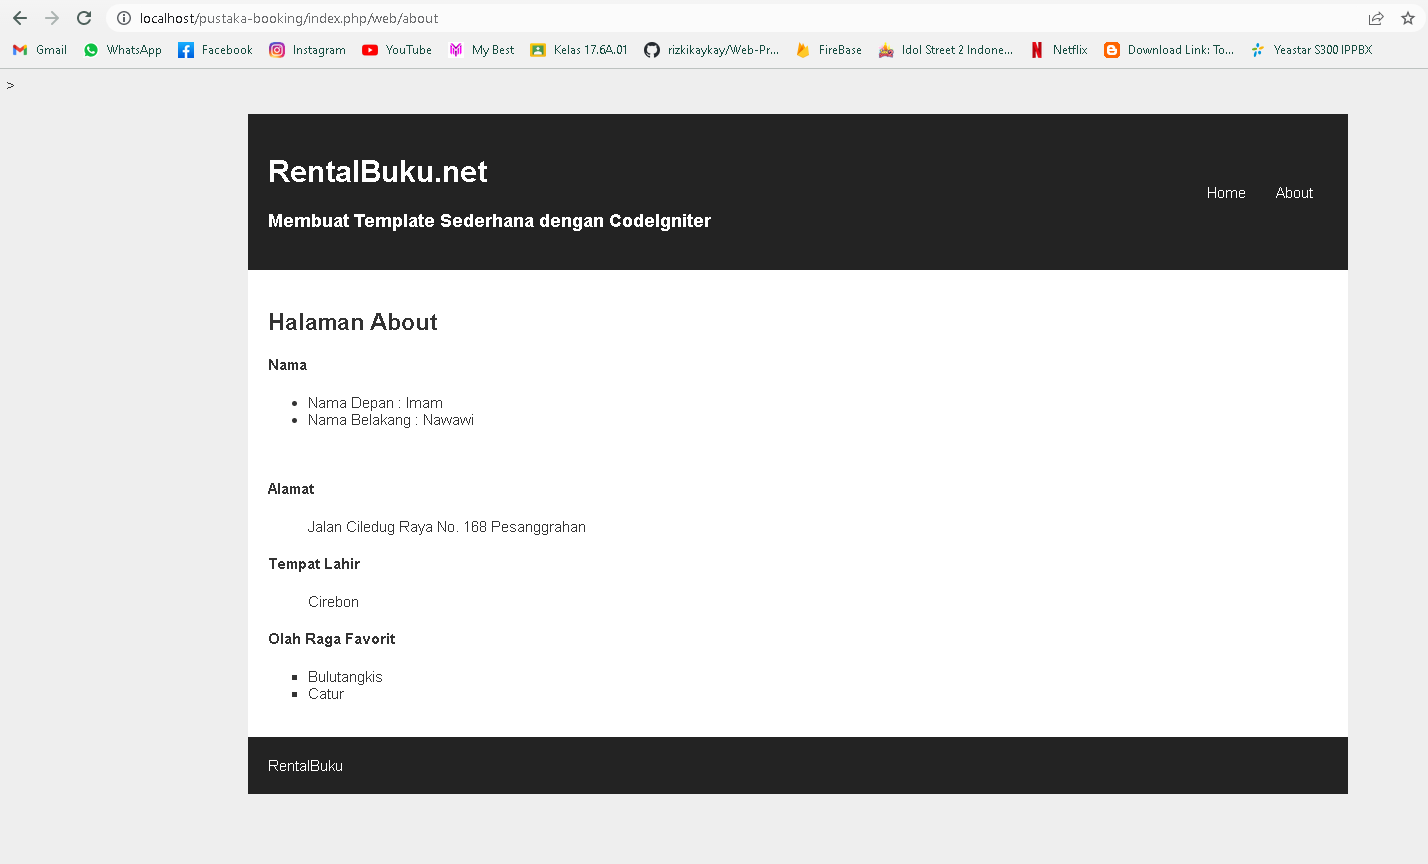 localhost/pustaka-booking/index.php/web/about
Gmail WhatsApp Facebook Instagram YouTube My Best Kelas 17.6A.01 rizkikaykay/Web-Pr... FireBase Idol Street 2 Indone... Netflix Download Link: To... Yeastar S300 IPPBX
>
RentalBuku.net
Home About
Membuat Template Sederhana dengan CodeIgniter
Halaman About
Nama
• Nama Depan : Imam
• Nama Belakang : Nawawi
Alamat
Jalan Ciledug Raya No. 168 Pesanggrahan
Tempat Lahir
Cirebon
Olah Raga Favorit
▪ Bulutangkis
▪ Catur
RentalBuku